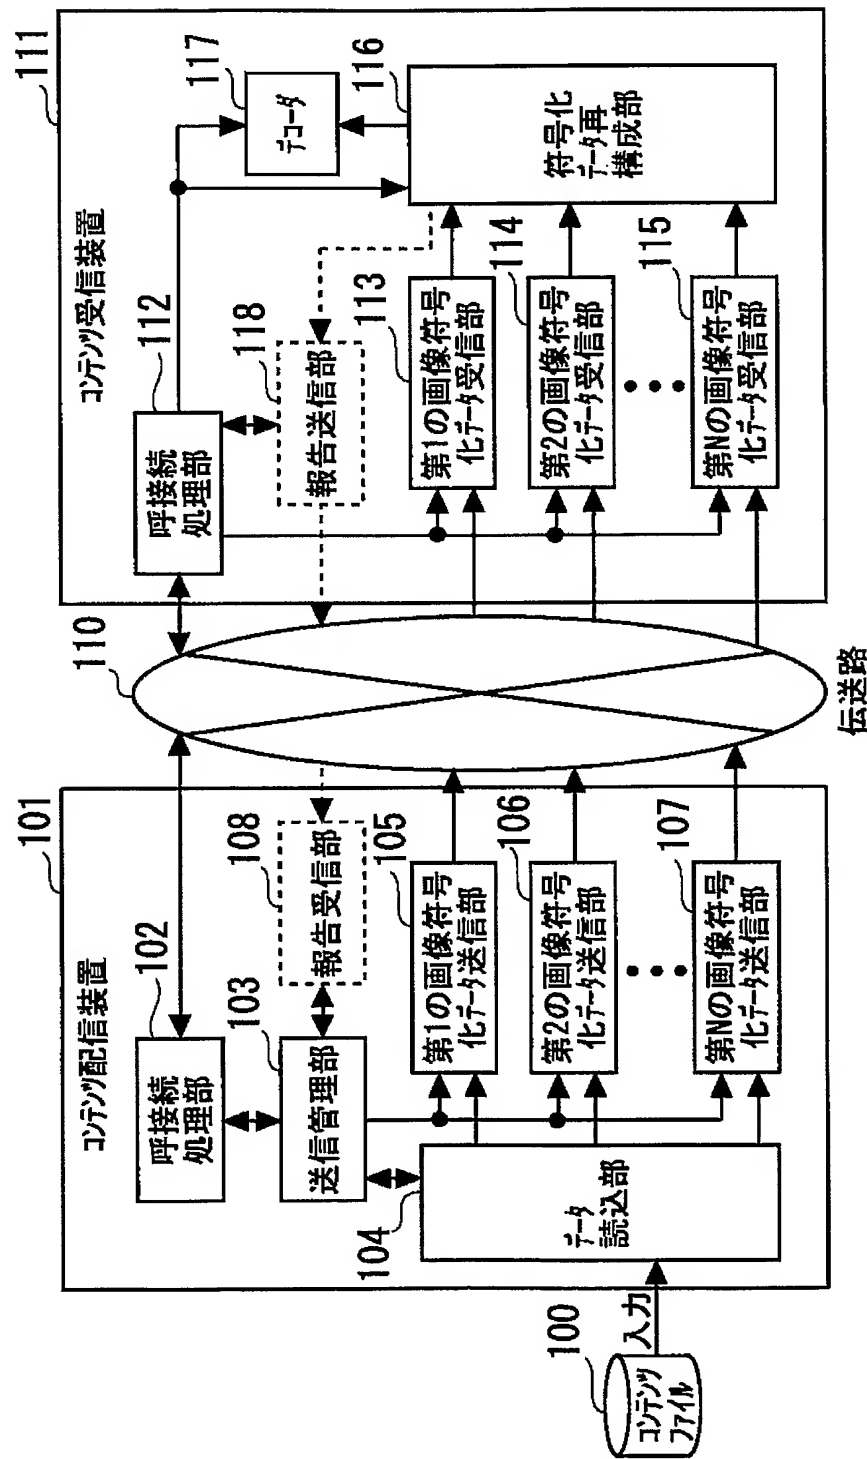 101
コンテンツ配信装置
102
呼接続
処理部
103
送信管理部
108
報告受信部
104
データ
読込部
105
第1の画像符号
化データ送信部
106
第2の画像符号
化データ送信部
107
第Nの画像符号
化データ送信部
100
コンテンツ
ファイル
入力
110
伝送路
111
コンテンツ受信装置
112
呼接続
処理部
118
報告送信部
113
第1の画像符号
化データ受信部
114
第2の画像符号
化データ受信部
115
第Nの画像符号
化データ受信部
116
符号化
データ再
構成部
117
デコーダ